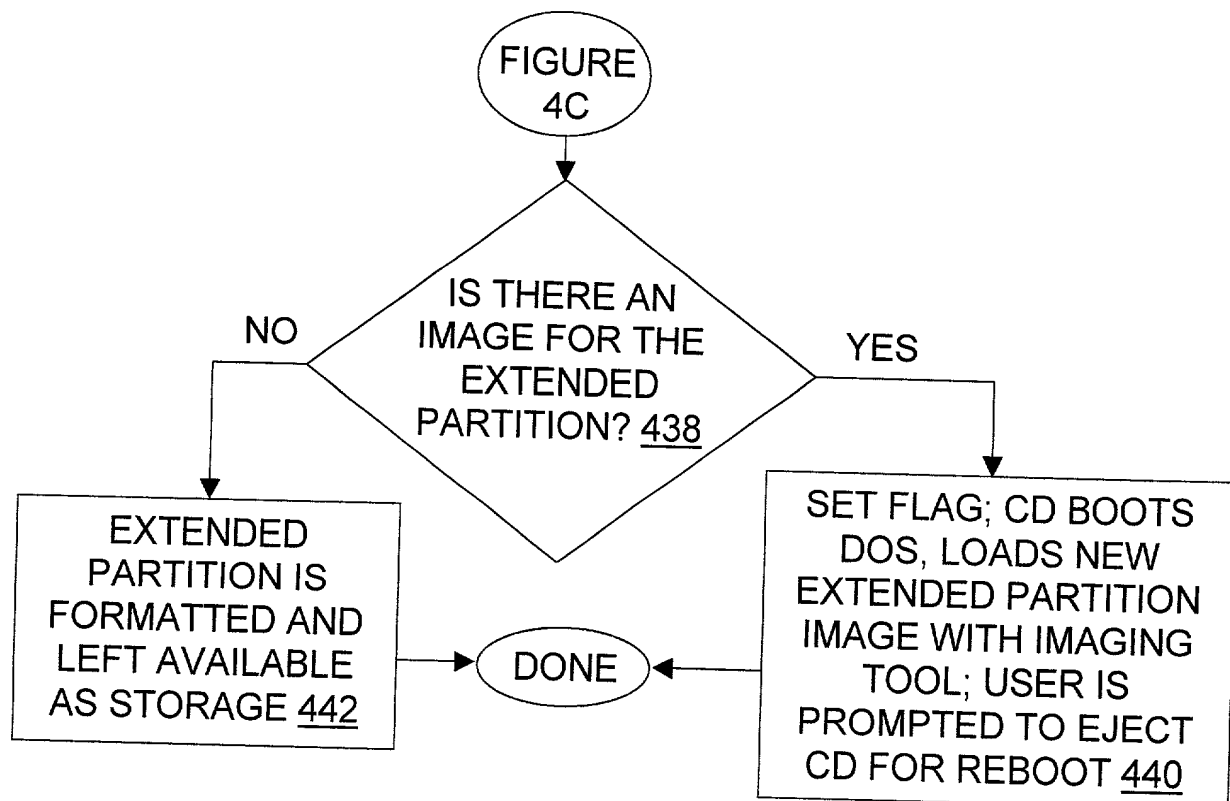 FIGURE
4C
IS THERE AN
IMAGE FOR THE
EXTENDED
PARTITION? 438
NO
YES
EXTENDED
PARTITION IS
FORMATTED AND
LEFT AVAILABLE
AS STORAGE 442
DONE
SET FLAG; CD BOOTS
DOS, LOADS NEW
EXTENDED PARTITION
IMAGE WITH IMAGING
TOOL; USER IS
PROMPTED TO EJECT
CD FOR REBOOT 440